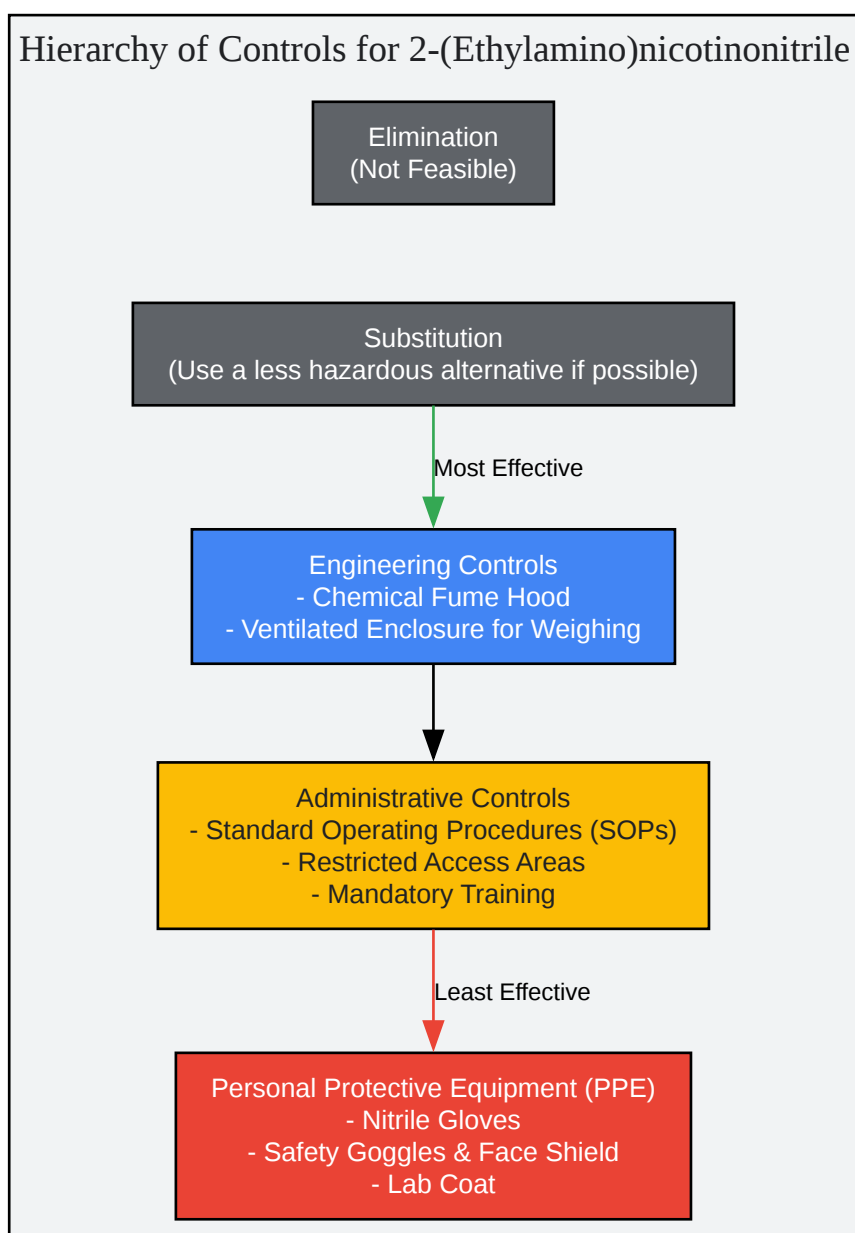 Hierarchy of Controls for 2-(Ethylamino)nicotinonitrile
Elimination
(Not Feasible)
Substitution
(Use a less hazardous alternative if possible)
Most Effective
Engineering Controls
- Chemical Fume Hood
- Ventilated Enclosure for Weighing
Administrative Controls
- Standard Operating Procedures (SOPs)
- Restricted Access Areas
- Mandatory Training
Least Effective
Personal Protective Equipment (PPE)
- Nitrile Gloves
- Safety Goggles & Face Shield
- Lab Coat